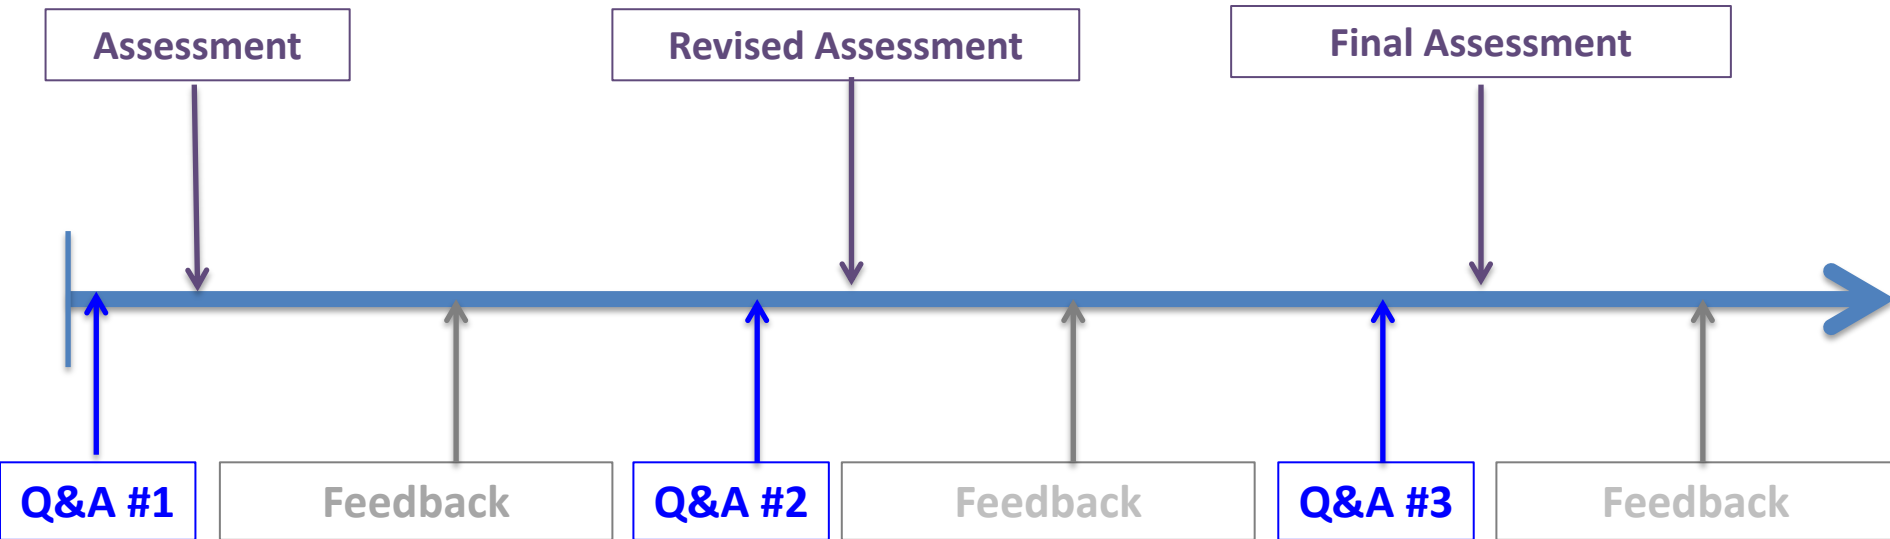 Assessment
Revised Assessment
Final Assessment
Q&A #1
Feedback
Q&A #2
Feedback
Q&A #3
Feedback